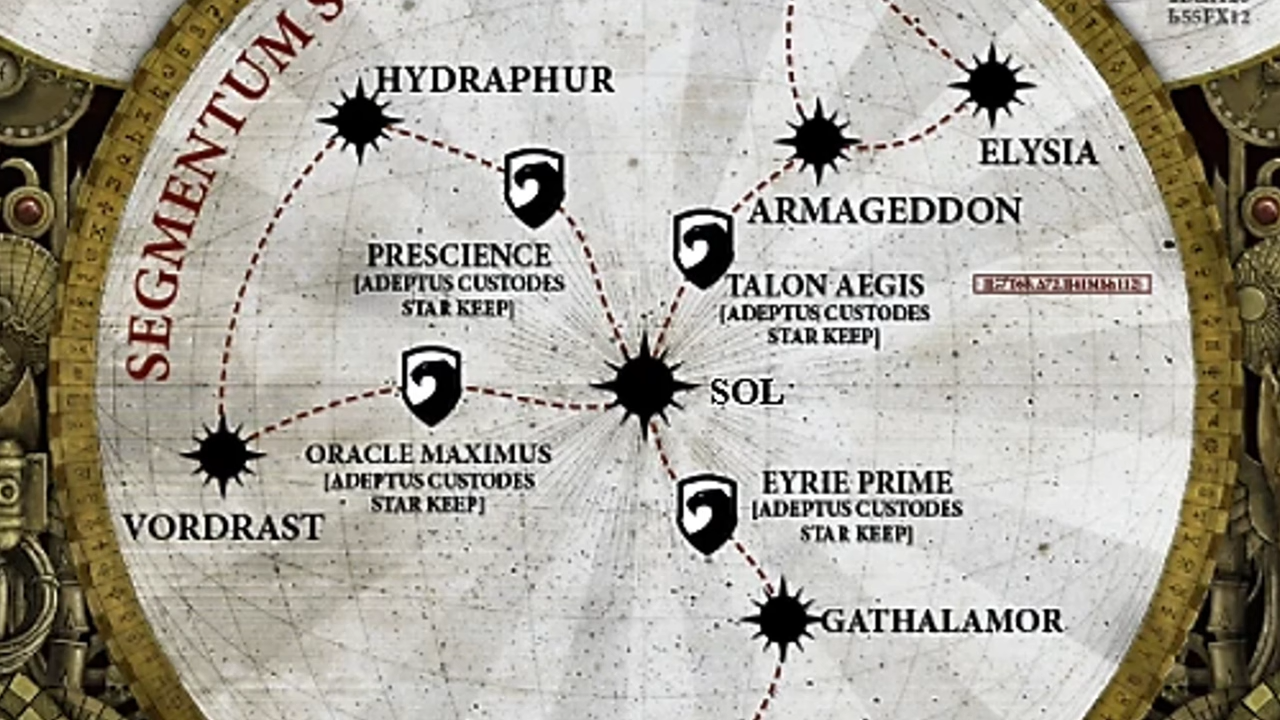 SEGMENTUM S
HYDRAPHUR
ELYSIA
ARMAGEDDON
PRESCIENCE
[ADEPTUS CUSTODES
STAR KEEP]
TALON AEGIS
[ADEPTUS CUSTODES
STAR KEEP]
SOL
ORACLE MAXIMUS
[ADEPTUS CUSTODES
STAR KEEP]
EYRIE PRIME
[ADEPTUS CUSTODES
STAR KEEP]
VORDRAST
GATHALAMOR